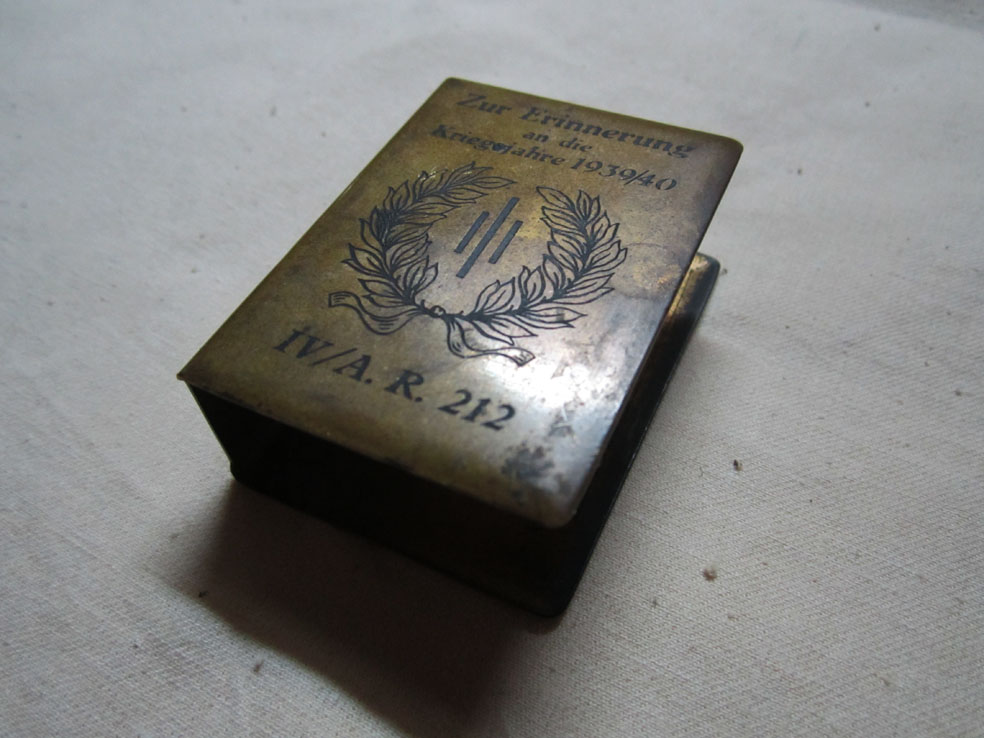 Zur Erinnerung
an die
Kriegsjahre 1939/40
IV/A. R. 212